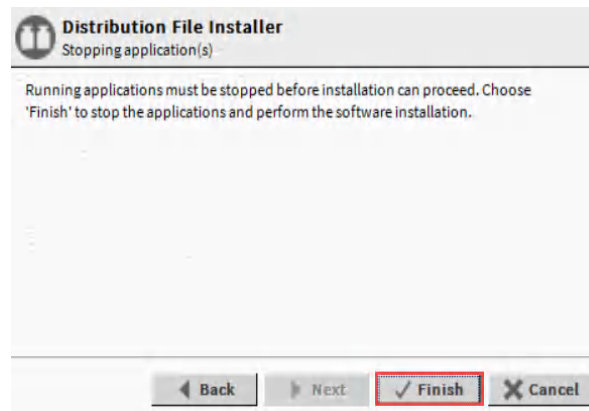 Distribution File Installer
Stopping application(s)
Running applications must be stopped before installation can proceed. Choose
'Finish' to stop the applications and perform the software installation.
Back Next Finish Cancel